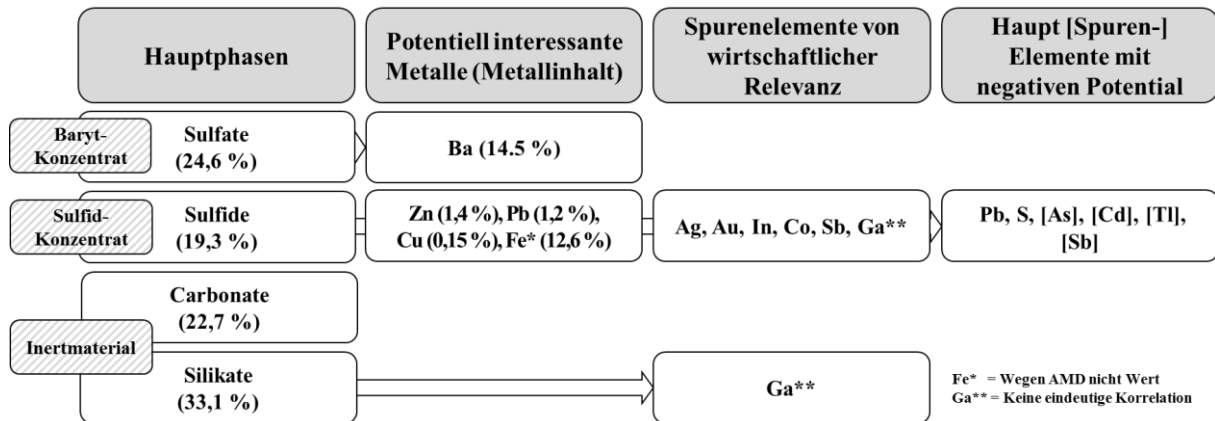 Hauptphasen
Potentiell interessante
Metalle (Metallinhalt)
Spurenelemente von
wirtschaftlicher
Relevanz
Haupt [Spuren-]
Elemente mit
negativen Potential
Baryt-
Konzentrat
Sulfate
(24,6 %)
Ba (14.5 %)
Sulfid-
Konzentrat
Sulfide
(19,3 %)
Zn (1,4 %), Pb (1,2 %),
Cu (0,15 %), Fe* (12,6 %)
Ag, Au, In, Co, Sb, Ga**
Pb, S, [As], [Cd], [Tl],
[Sb]
Carbonate
(22,7 %)
Inertmaterial
Silikate
(33,1 %)
Ga**
Fe* = Wegen AMD nicht Wert
Ga** = Keine eindeutige Korrelation